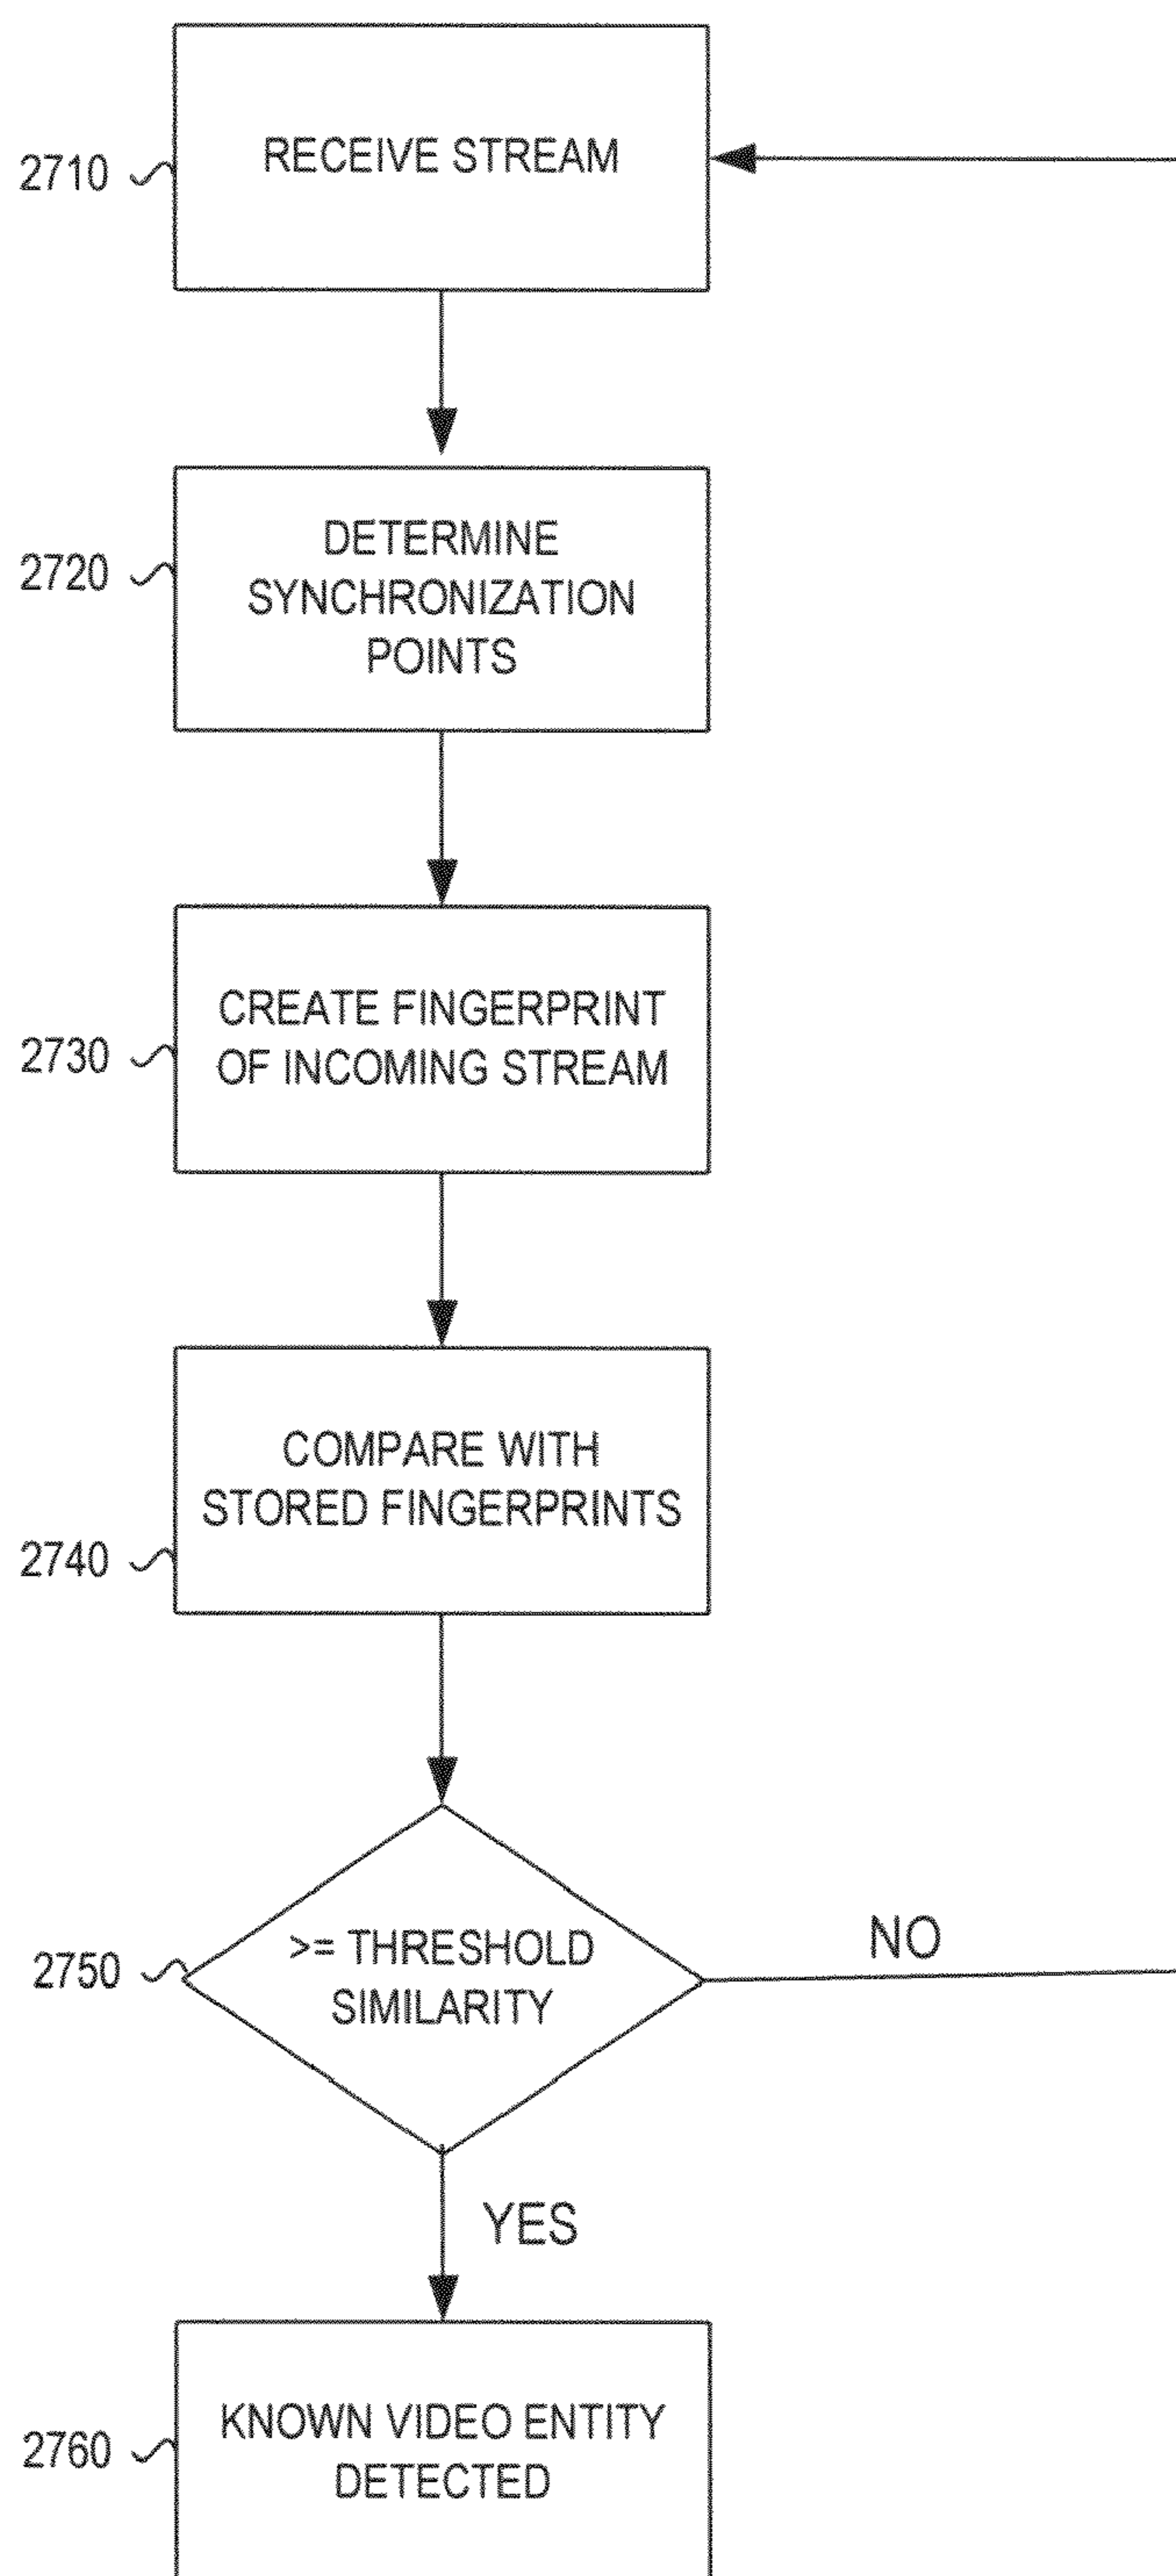 2710
RECEIVE STREAM
2720
DETERMINE
SYNCHRONIZATION
POINTS
2730
CREATE FINGERPRINT
OF INCOMING STREAM
2740
COMPARE WITH
STORED FINGERPRINTS
2750
>= THRESHOLD
SIMILARITY
NO
YES
2760
KNOWN VIDEO ENTITY
DETECTED